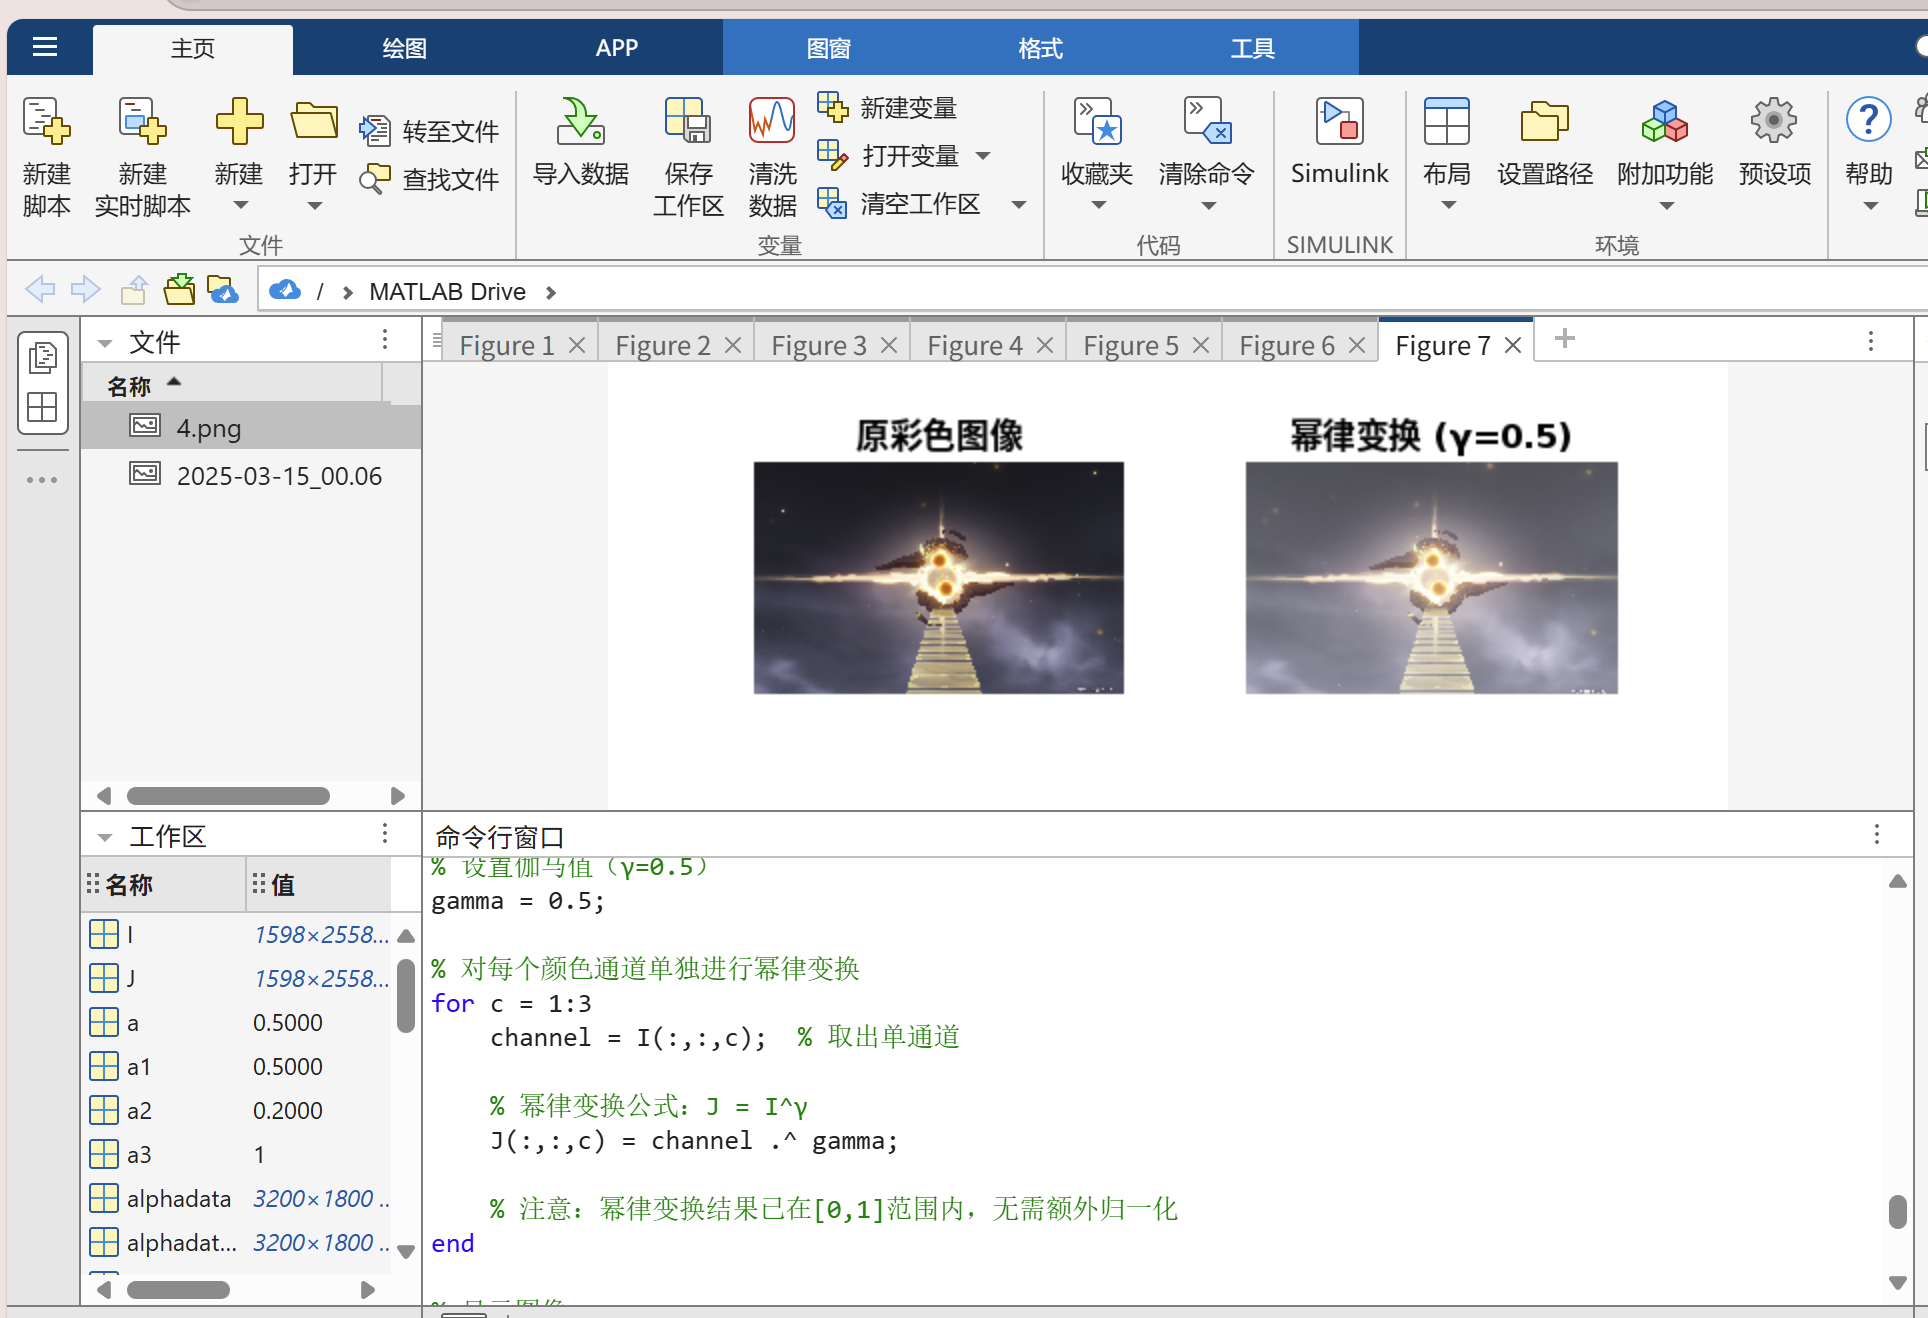 主页
绘图
APP
图窗
格式
工具
新建
脚本
新建
实时脚本
新建
打开
转至文件
查找文件
文件
导入数据
保存
工作区
清洗
数据
新建变量
打开变量
清空工作区
变量
收藏夹
清除命令
代码
Simulink
SIMULINK
布局
设置路径
附加功能
预设项
环境
帮助
/ › MATLAB Drive ›
文件
名称
4.png
2025-03-15_00.06
Figure 1
Figure 2
Figure 3
Figure 4
Figure 5
Figure 6
Figure 7
原彩色图像
幂律变换 (γ=0.5)
工作区
名称 值
I 1598×2558...
J 1598×2558...
a 0.5000
a1 0.5000
a2 0.2000
a3 1
alphadata 3200×1800 ..
alphadat... 3200×1800 ..
命令行窗口
% 设置伽马值（γ=0.5）
gamma = 0.5;
% 对每个颜色通道单独进行幂律变换
for c = 1:3
channel = I(:,:,c); % 取出单通道
% 幂律变换公式：J = I^γ
J(:,:,c) = channel .^ gamma;
% 注意：幂律变换结果已在[0,1]范围内，无需额外归一化
end